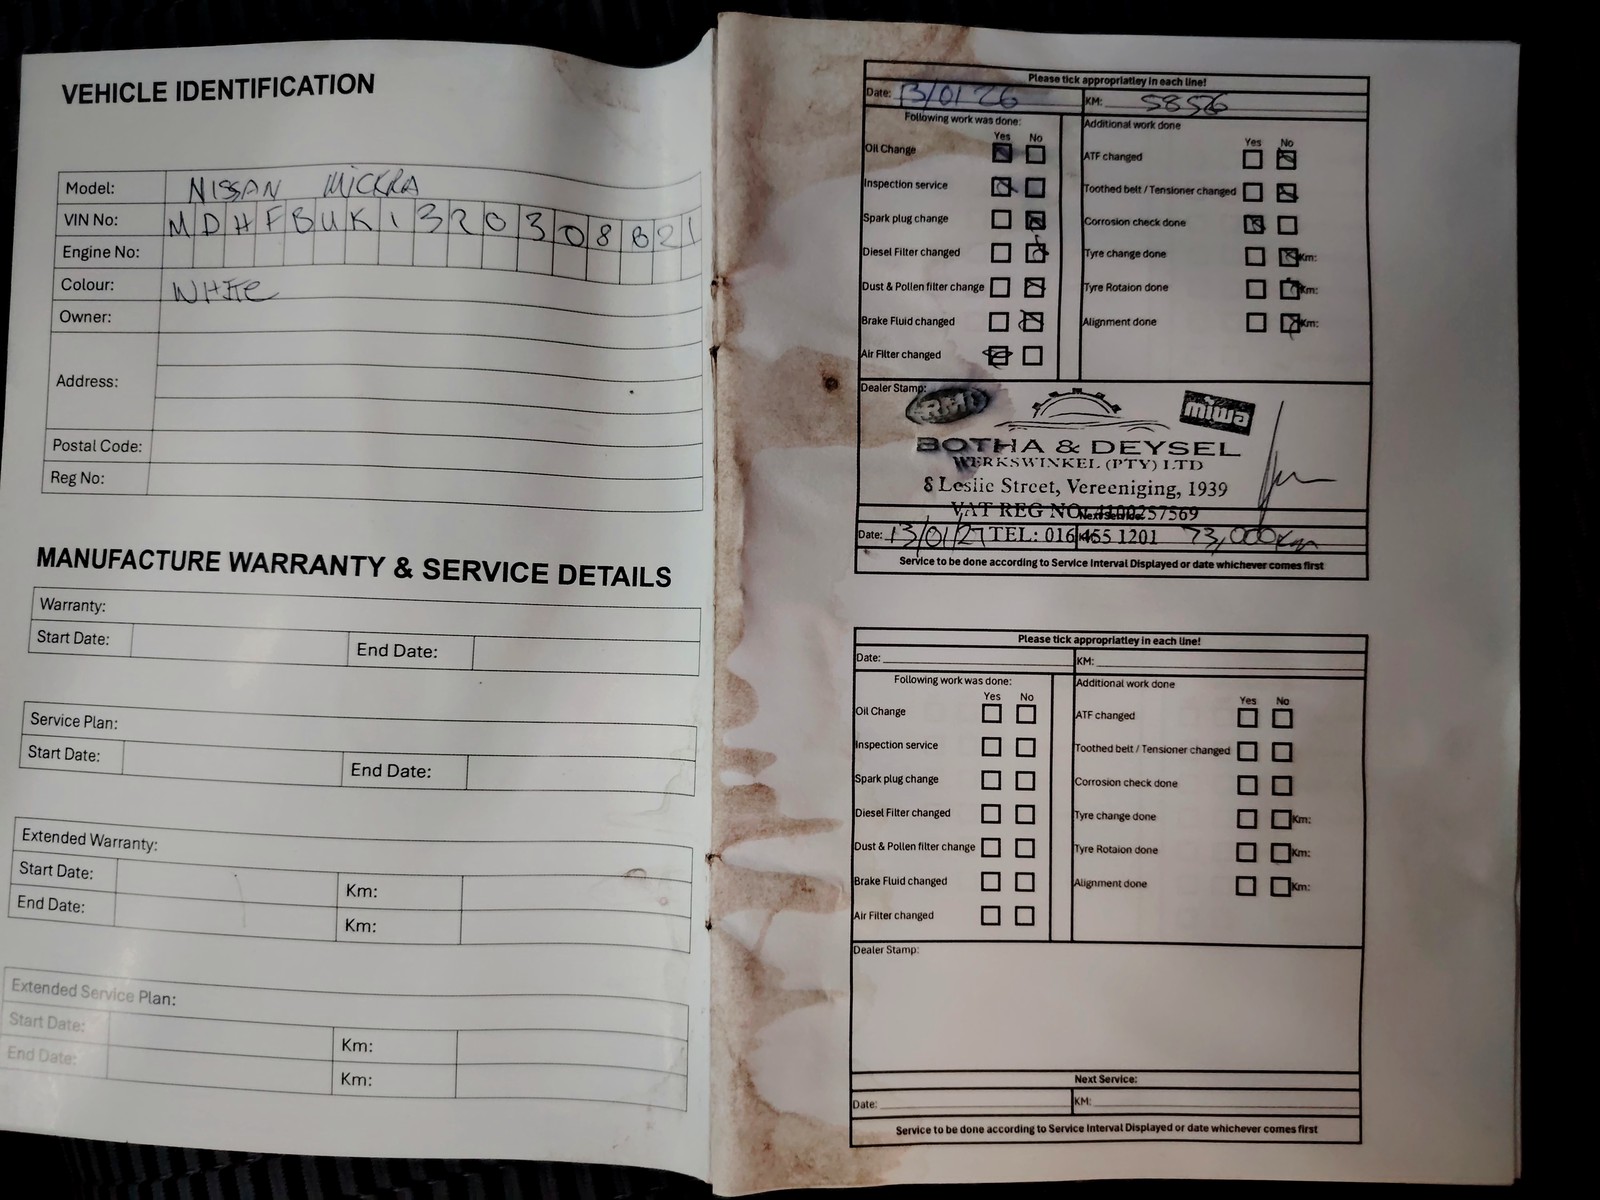 VEHICLE IDENTIFICATION
Model: NISSAN MICKRA
VIN No: MDHFBUK13Z0308821
Engine No:
Colour: WHITE
Owner:
Address:
Postal Code:
Reg No:
MANUFACTURE WARRANTY & SERVICE DETAILS
Warranty:
Start Date: End Date:
Service Plan:
Start Date: End Date:
Extended Warranty:
Start Date: Km:
End Date: Km:
Extended Service Plan:
Start Date: Km:
End Date: Km:
Please tick appropriatley in each line!
Date: 13/01/26 KM: 5856
Following work was done: Additional work done
Yes No Yes No
Oil Change ATF changed
Inspection service Toothed belt / Tensioner changed
Spark plug change Corrosion check done
Diesel Filter changed Tyre change done Km:
Dust & Pollen filter change Tyre Rotaion done Km:
Brake Fluid changed Alignment done Km:
Air Filter changed
Dealer Stamp:
RMI miwa
BOTHA & DEYSEL
WERKSWINKEL (PTY) LTD
8 Leslie Street, Vereeniging, 1939
VAT REG NO: 4100257569
Next Service:
Date: 13/01/27 TEL: 016 455 1201 73,000km
Service to be done according to Service Interval Displayed or date whichever comes first
Please tick appropriatley in each line!
Date: KM:
Following work was done: Additional work done
Yes No Yes No
Oil Change ATF changed
Inspection service Toothed belt / Tensioner changed
Spark plug change Corrosion check done
Diesel Filter changed Tyre change done Km:
Dust & Pollen filter change Tyre Rotaion done Km:
Brake Fluid changed Alignment done Km:
Air Filter changed
Dealer Stamp:
Next Service:
Date: KM:
Service to be done according to Service Interval Displayed or date whichever comes first